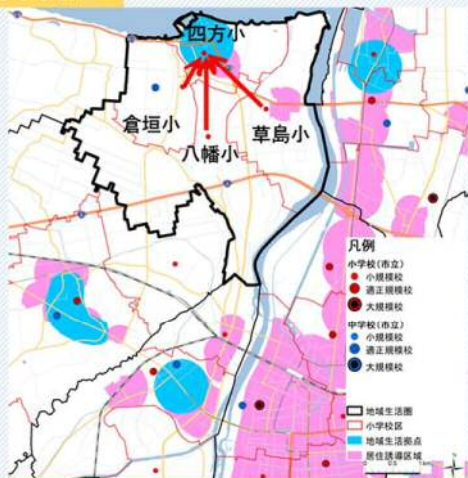 四方小
倉垣小
八幡小
草島小
凡例
小学校(市立)
小規模校
適正規模校
大規模校
中学校(市立)
小規模校
適正規模校
大規模校
地域生活圏
小学校区
地域生活拠点
居住誘導区域